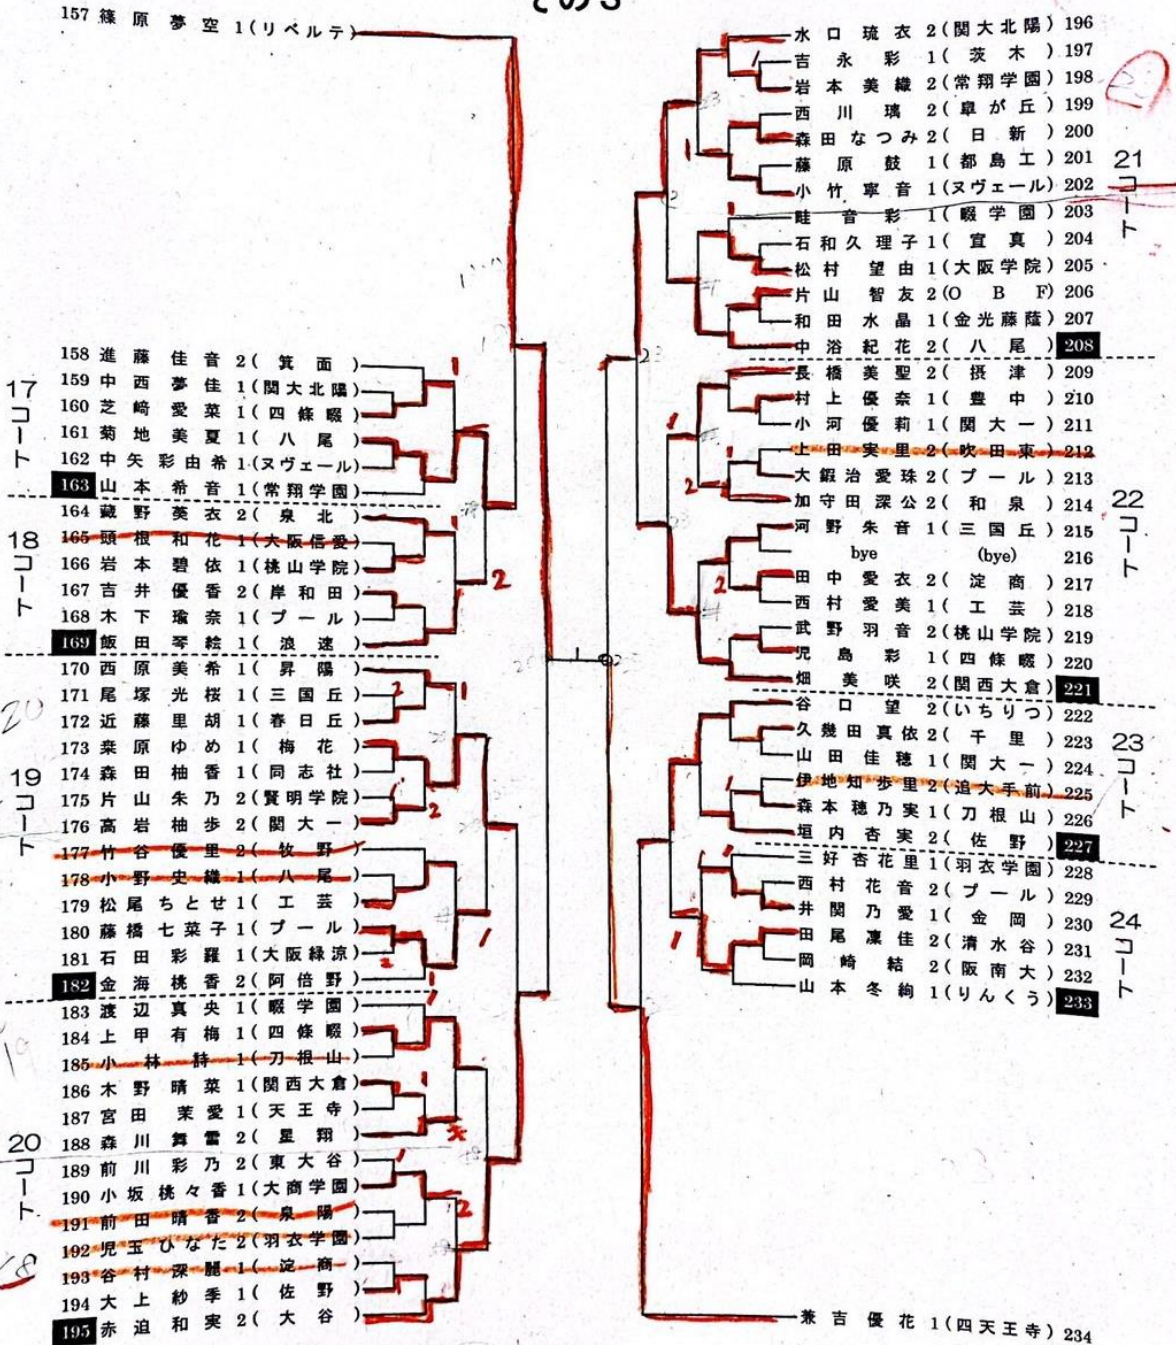 その3
157 篠原夢空 1(リベルテ)
17コート
158 進藤佳音 2(箕面)
159 中西夢佳 1(関大北陽)
160 芝﨑愛菜 1(四條畷)
161 菊地美夏 1(八尾)
162 中矢彩由希 1(ヌヴェール)
163 山本希音 1(常翔学園)
18コート
164 藏野葵衣 2(泉北)
165 頭根和花 1(大阪信愛)
166 岩本碧依 1(桃山学院)
167 吉井優香 2(岸和田)
168 木下瑜奈 1(プール)
169 飯田琴絵 1(浪速)
19コート
170 西原美希 1(昇陽)
171 尾塚光桜 1(三国丘)
172 近藤里胡 1(春日丘)
173 桒原ゆめ 1(梅花)
174 森田柚香 1(同志社)
175 片山朱乃 2(賢明学院)
176 高岩柚歩 2(関大一)
177 竹谷優里 2(牧野)
178 小野史織 1(八尾)
179 松尾ちとせ 1(工芸)
180 藤橋七菜子 1(プール)
181 石田彩羅 1(大阪緑涼)
182 金海桃香 2(阿倍野)
20コート
183 渡辺真央 1(畷学園)
184 上甲有梅 1(四條畷)
185 小林詩 1(刀根山)
186 木野晴菜 1(関西大倉)
187 宮田茉愛 1(天王寺)
188 森川舞雪 2(星翔)
189 前川彩乃 2(東大谷)
190 小坂桃々香 1(大商学園)
191 前田晴香 2(泉陽)
192 児玉ひなた 2(羽衣学園)
193 谷村深麗 1(淀商)
194 大上紗季 1(佐野)
195 赤迫和実 2(大谷)
21コート
水口琉衣 2(関大北陽) 196
吉永彩 1(茨木) 197
岩本美織 2(常翔学園) 198
西川璃 2(皐が丘) 199
森田なつみ 2(日新) 200
藤原鼓 1(都島工) 201
小竹寧音 1(ヌヴェール) 202
畦音彩 1(畷学園) 203
石和久理子 1(宣真) 204
松村望由 1(大阪学院) 205
片山智友 2(OBF) 206
和田水晶 1(金光藤蔭) 207
中浴紀花 2(八尾) 208
22コート
長橋美聖 2(摂津) 209
村上優奈 1(豊中) 210
小河優莉 1(関大一) 211
上田実里 2(吹田東) 212
大鍜治愛珠 2(プール) 213
加守田深公 2(和泉) 214
河野朱音 1(三国丘) 215
bye (bye) 216
田中愛衣 2(淀商) 217
西村愛美 1(工芸) 218
武野羽音 2(桃山学院) 219
児島彩 1(四條畷) 220
畑美咲 2(関西大倉) 221
23コート
谷口望 2(いちりつ) 222
久幾田真依 2(千里) 223
山田佳穂 1(関大一) 224
伊地知歩里 2(追大手前) 225
森本穂乃実 1(刀根山) 226
垣内杏実 2(佐野) 227
24コート
三好杏花里 1(羽衣学園) 228
西村花音 2(プール) 229
井関乃愛 1(金岡) 230
田尾凜佳 2(清水谷) 231
岡崎結 2(阪南大) 232
山本冬絢 1(りんくう) 233
兼吉優花 1(四天王寺) 234